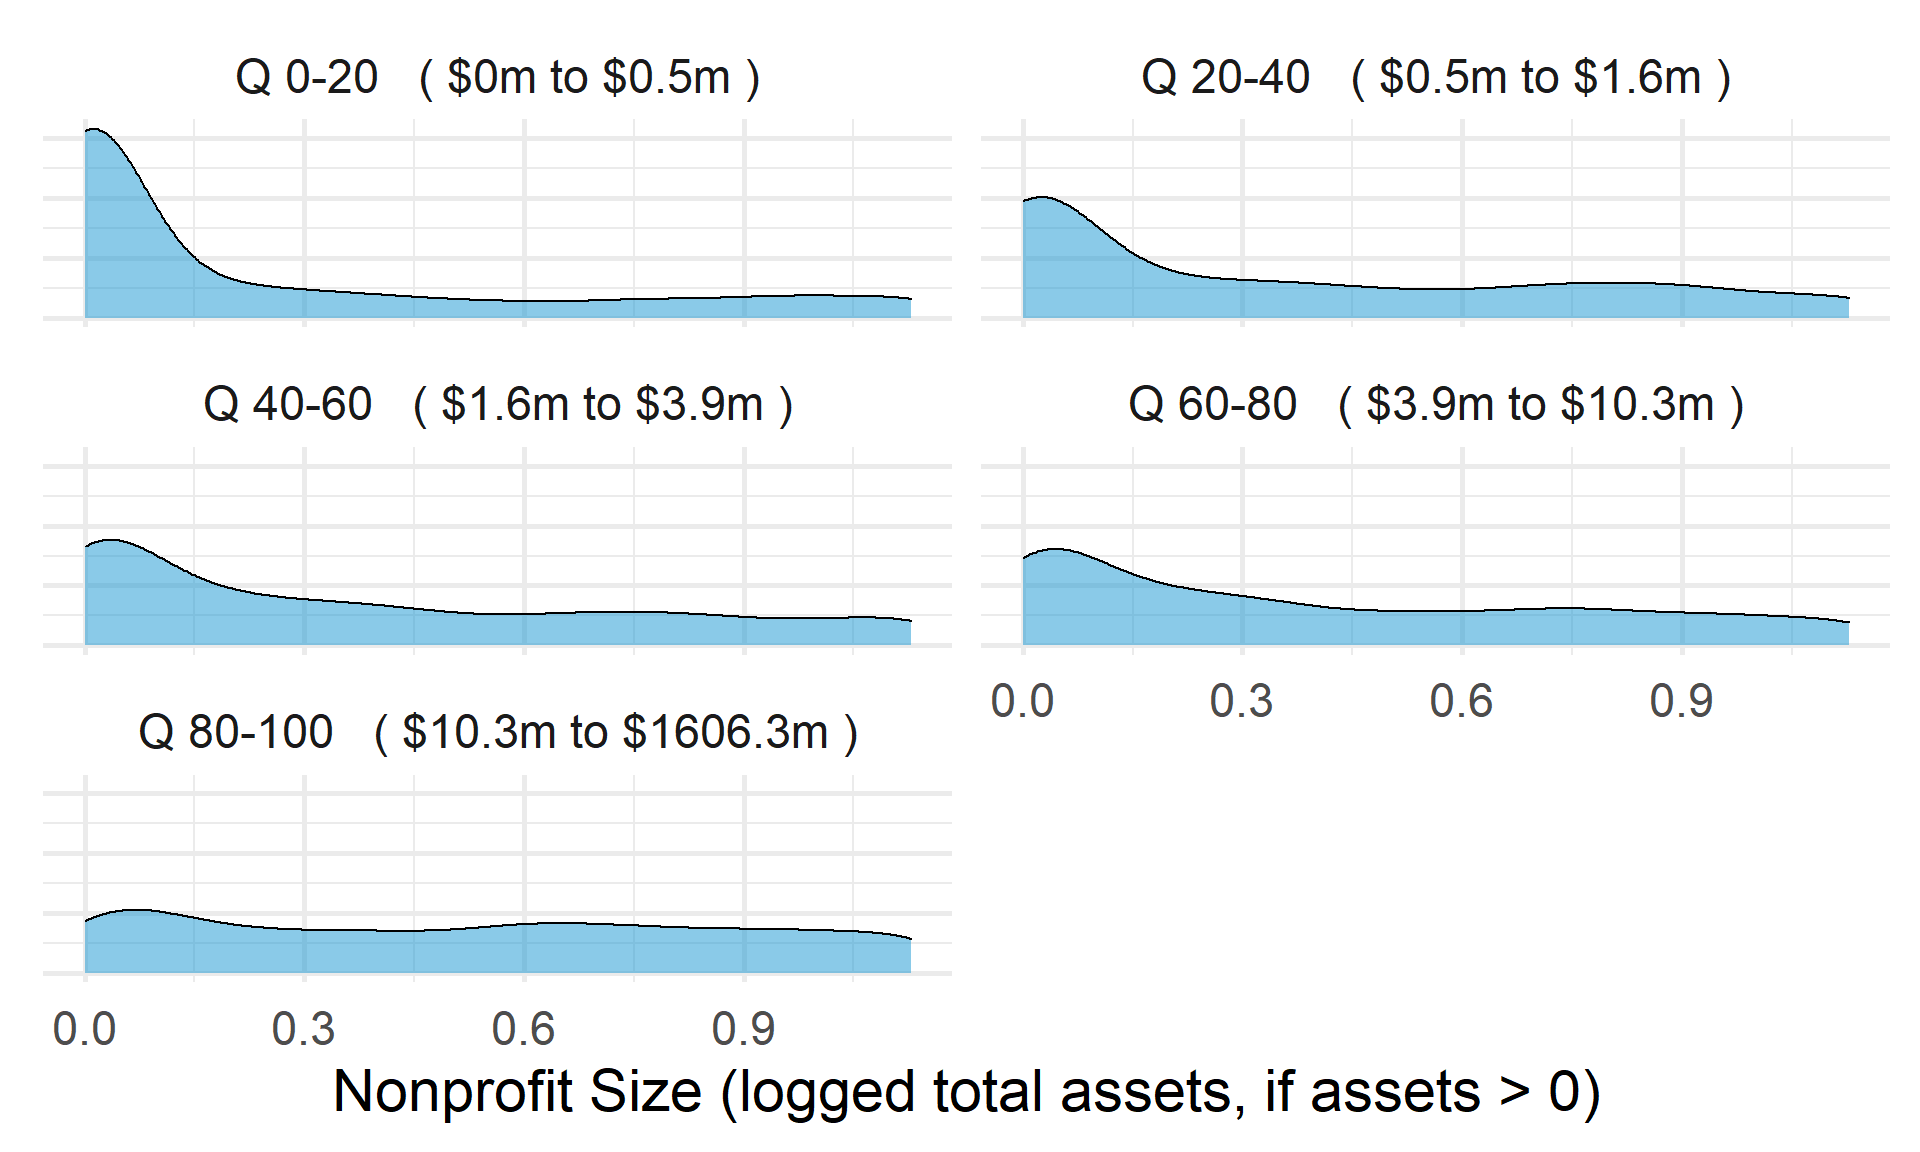 Q 0-20 ( $0m to $0.5m )
Q 20-40 ( $0.5m to $1.6m )
Q 40-60 ( $1.6m to $3.9m )
Q 60-80 ( $3.9m to $10.3m )
0.0 0.3 0.6 0.9
Q 80-100 ( $10.3m to $1606.3m )
0.0 0.3 0.6 0.9
Nonprofit Size (logged total assets, if assets > 0)